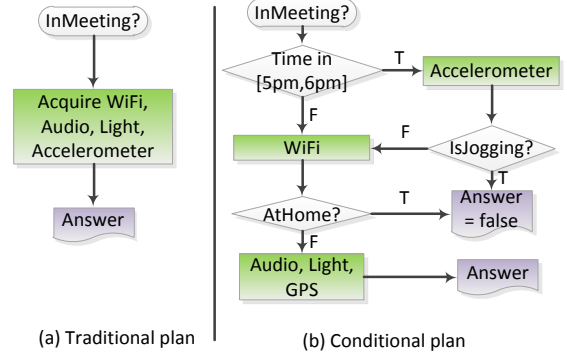 InMeeting?
Acquire WiFi,
Audio, Light,
Accelerometer
Answer
(a) Traditional plan
InMeeting?
Time in
[5pm,6pm]
T
Accelerometer
F
F
WiFi
IsJogging?
T
AtHome?
T
Answer
= false
F
Audio, Light,
GPS
Answer
(b) Conditional plan